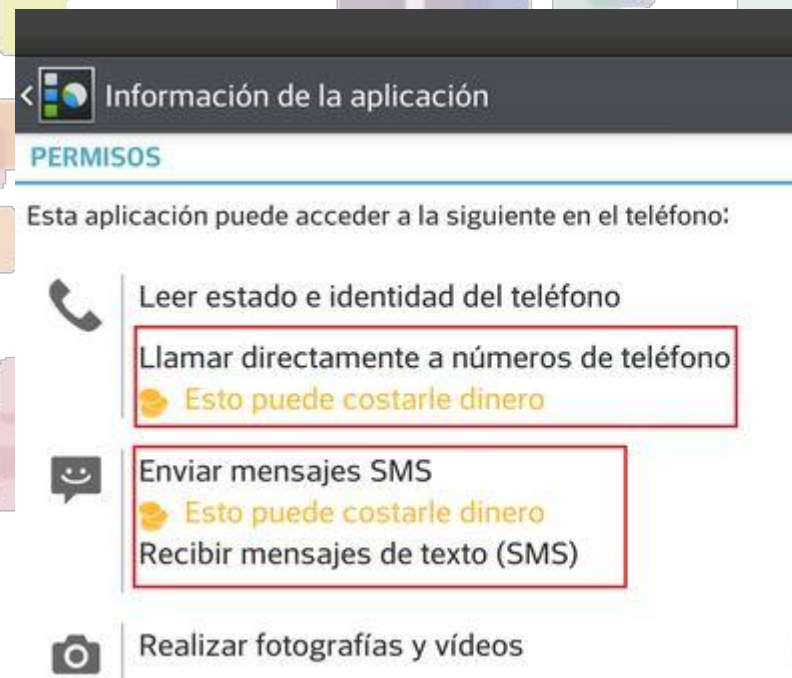 Información de la aplicación
PERMISOS
Esta aplicación puede acceder a la siguiente en el teléfono:
Leer estado e identidad del teléfono
Llamar directamente a números de teléfono
Esto puede costarle dinero
Enviar mensajes SMS
Esto puede costarle dinero
Recibir mensajes de texto (SMS)
Realizar fotografías y vídeos